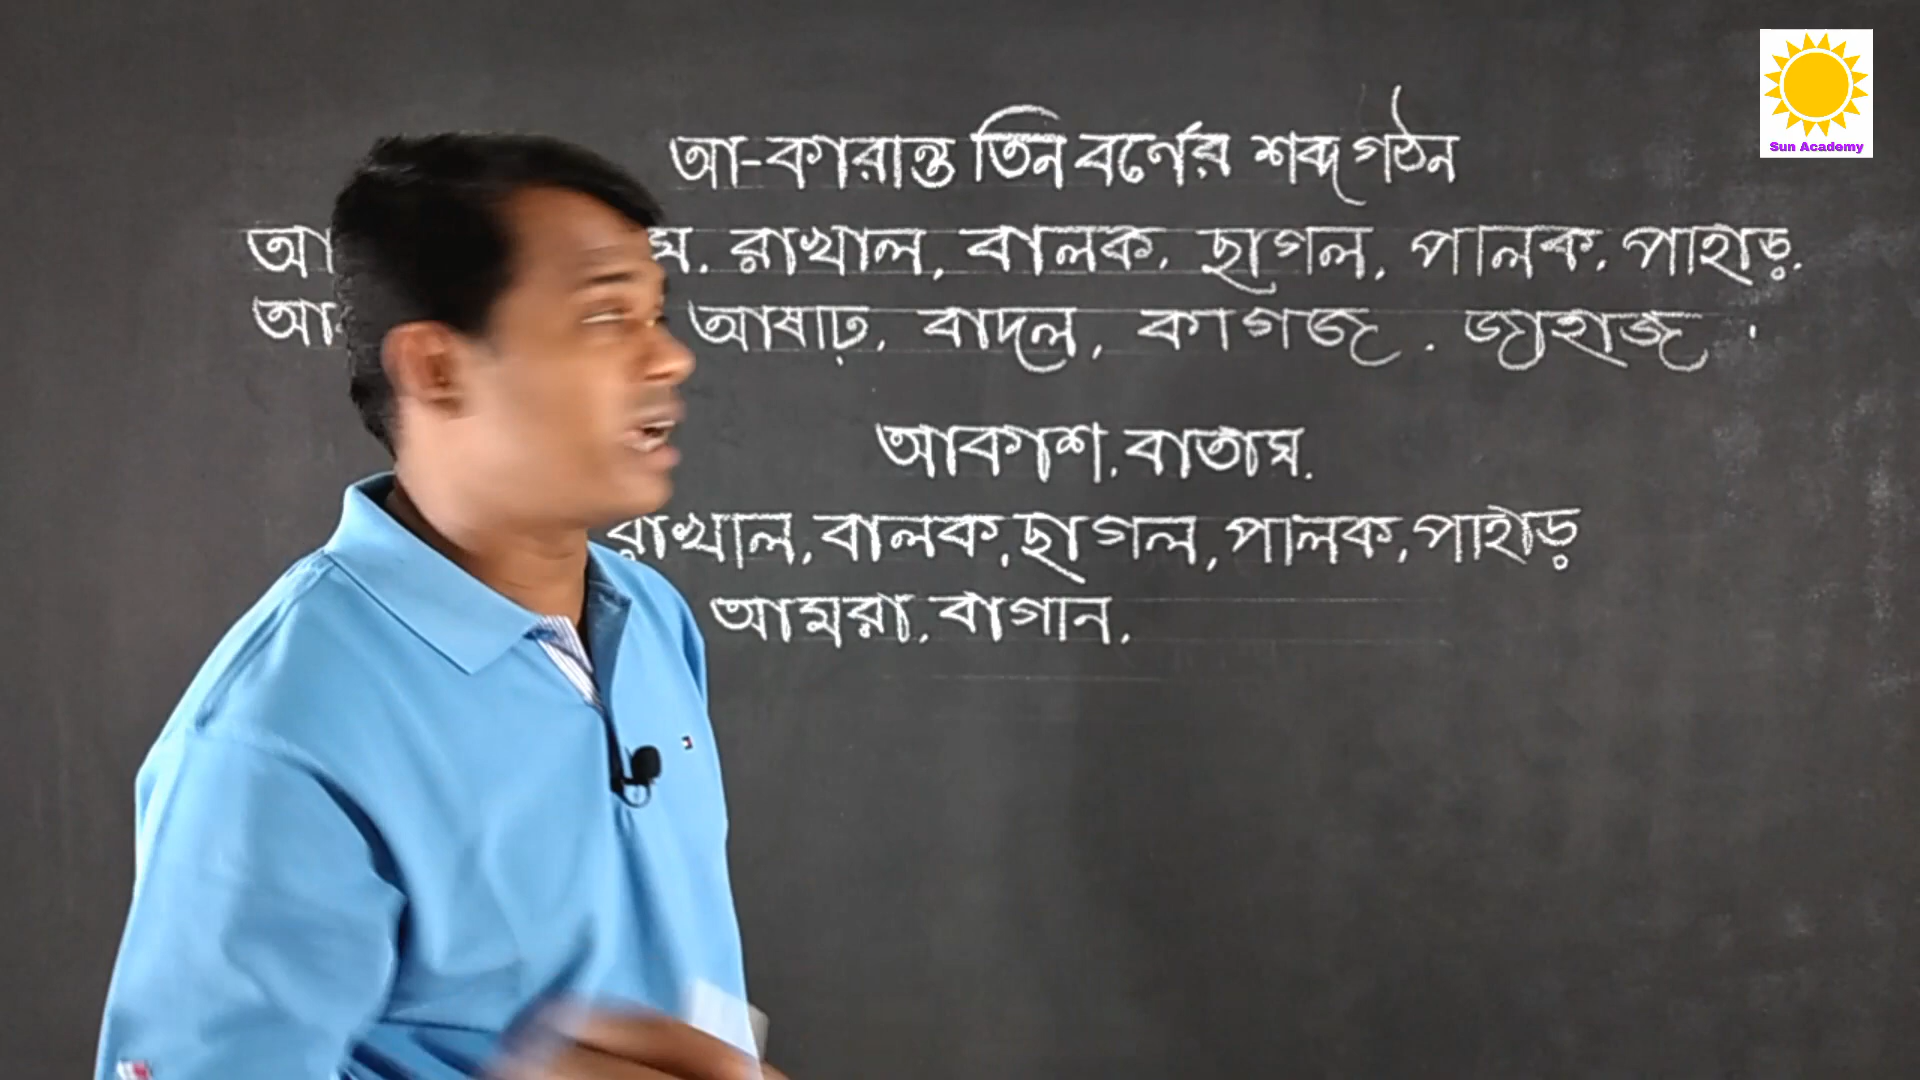 Sun Academy
আ-কারান্ত তিন বর্ণের শব্দ গঠন
রাখাল, বালক, ছাগল, পালক, পাহাড়.
আষাঢ়, বাদল, কাগজ, জাহাজ
আকাশ, বাতাস.
রাখাল, বালক, ছাগল, পালক, পাহাড়
আমরা, বাগান,